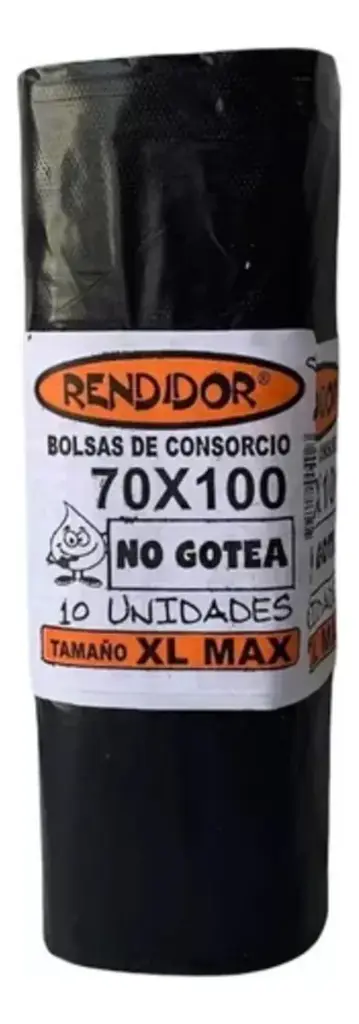 RENDIDOR®
BOLSAS DE CONSORCIO
70X100
NO GOTEA
10 UNIDADES
TAMAÑO XL MAX